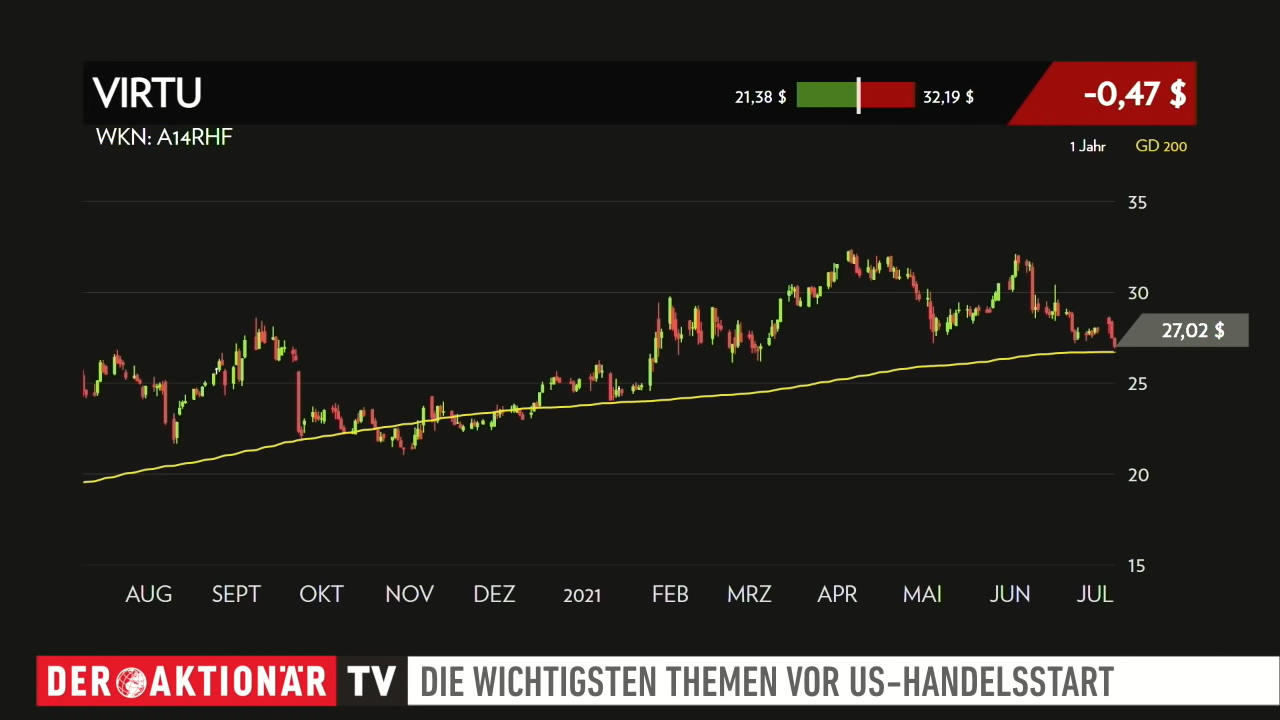 VIRTU
21,38 $ 32,19 $
-0,47 $
WKN: A14RHF
1 Jahr GD 200
35
30
27,02 $
25
20
15
AUG SEPT OKT NOV DEZ 2021 FEB MRZ APR MAI JUN JUL
DER AKTIONÄR TV DIE WICHTIGSTEN THEMEN VOR US-HANDELSSTART